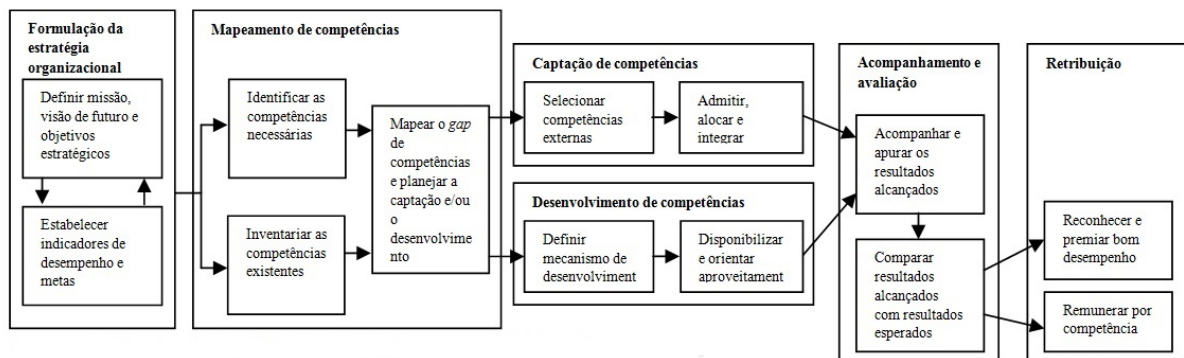 Formulação da
estratégia
organizacional
Definir missão,
visão de futuro e
objetivos
estratégicos
Estabelecer
indicadores de
desempenho e
metas
Mapeamento de competências
Identificar as
competências
necessárias
Inventariar as
competências
existentes
Mapear o gap
de
competências
e planejar a
captação e/ou
o
desenvolvime
nto
Captação de competências
Selecionar
competências
externas
Admitir,
alocar e
integrar
Desenvolvimento de competências
Definir
mecanismo de
desenvolviment
Disponibilizar
e orientar
aproveitament
Acompanhamento e
avaliação
Acompanhar e
apurar os
resultados
alcançados
Comparar
resultados
alcançados
com resultados
esperados
Retribuição
Reconhecer e
premiar bom
desempenho
Remunerar por
competência